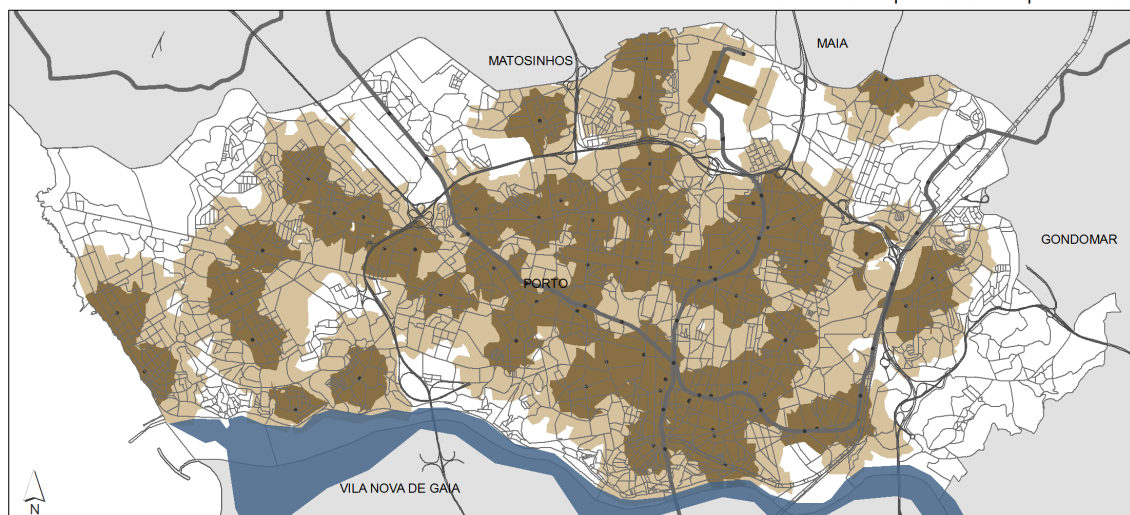 MATOSINHOS
MAIA
GONDOMAR
PORTO
VILA NOVA DE GAIA
N